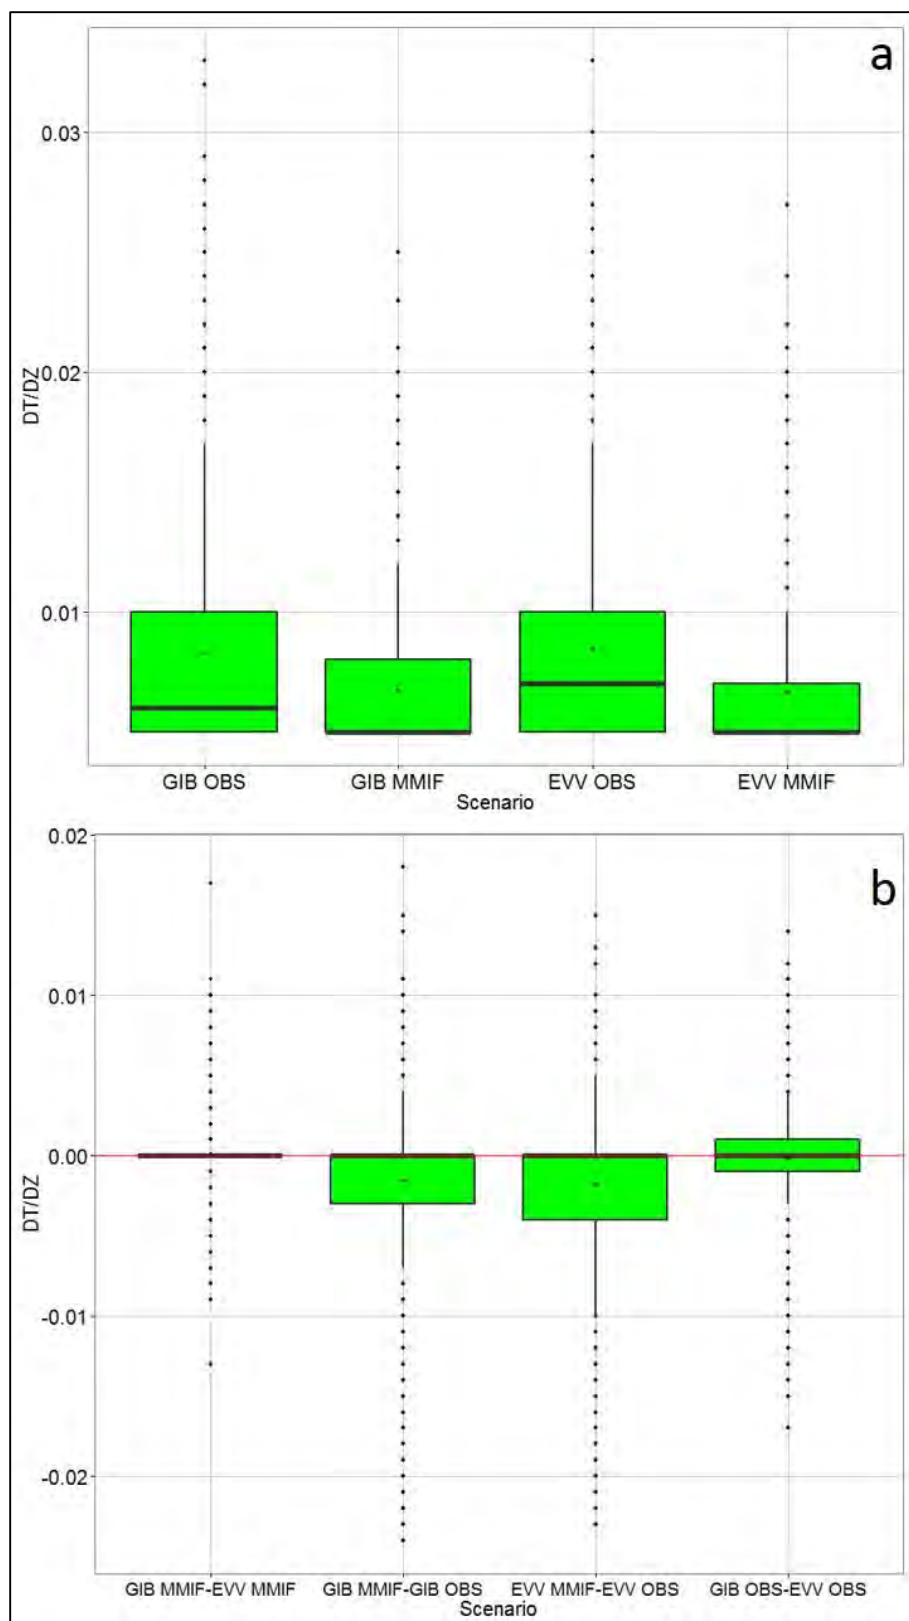 a
0.03
0.02
DT/DZ
0.01
GIB OBS GIB MMIF EVV OBS EVV MMIF
Scenario
b
0.02
0.01
0.00
DT/DZ
-0.01
-0.02
GIB MMIF-EVV MMIF GIB MMIF-GIB OBS EVV MMIF-EVV OBS GIB OBS-EVV OBS
Scenario